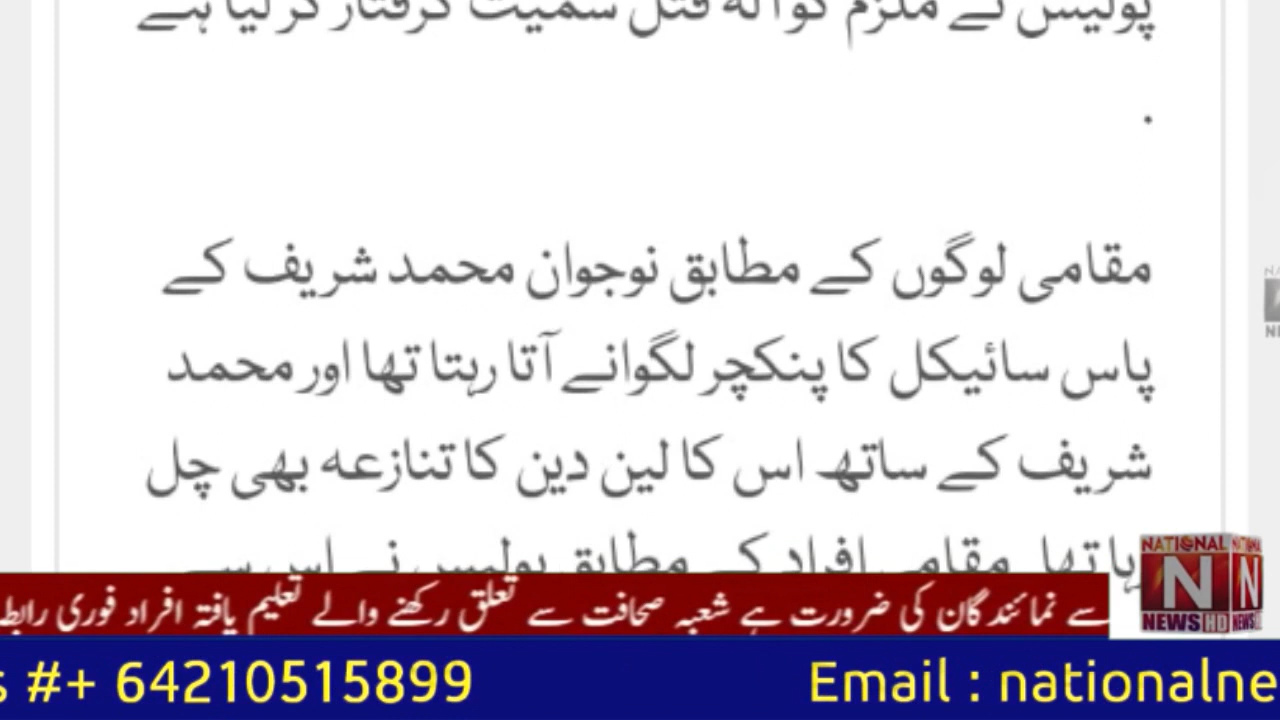 پولیس نے ملزم کو آلہ قتل سمیت گرفتار کر لیا ہے
.
مقامی لوگوں کے مطابق نوجوان محمد شریف کے
پاس سائیکل کا پنکچر لگوانے آتا رہتا تھا اور محمد
شریف کے ساتھ اس کا لین دین کا تنازعہ بھی چل
رہا تھا مقامی افراد کے مطابق پولیس نے اس سے
سے نمائندگان کی ضرورت ہے شعبہ صحافت سے تعلق رکھنے والے تعلیم یافتہ افراد فوری رابط
NATIONAL
N
NEWS HD
s #+ 64210515899 Email : nationalne